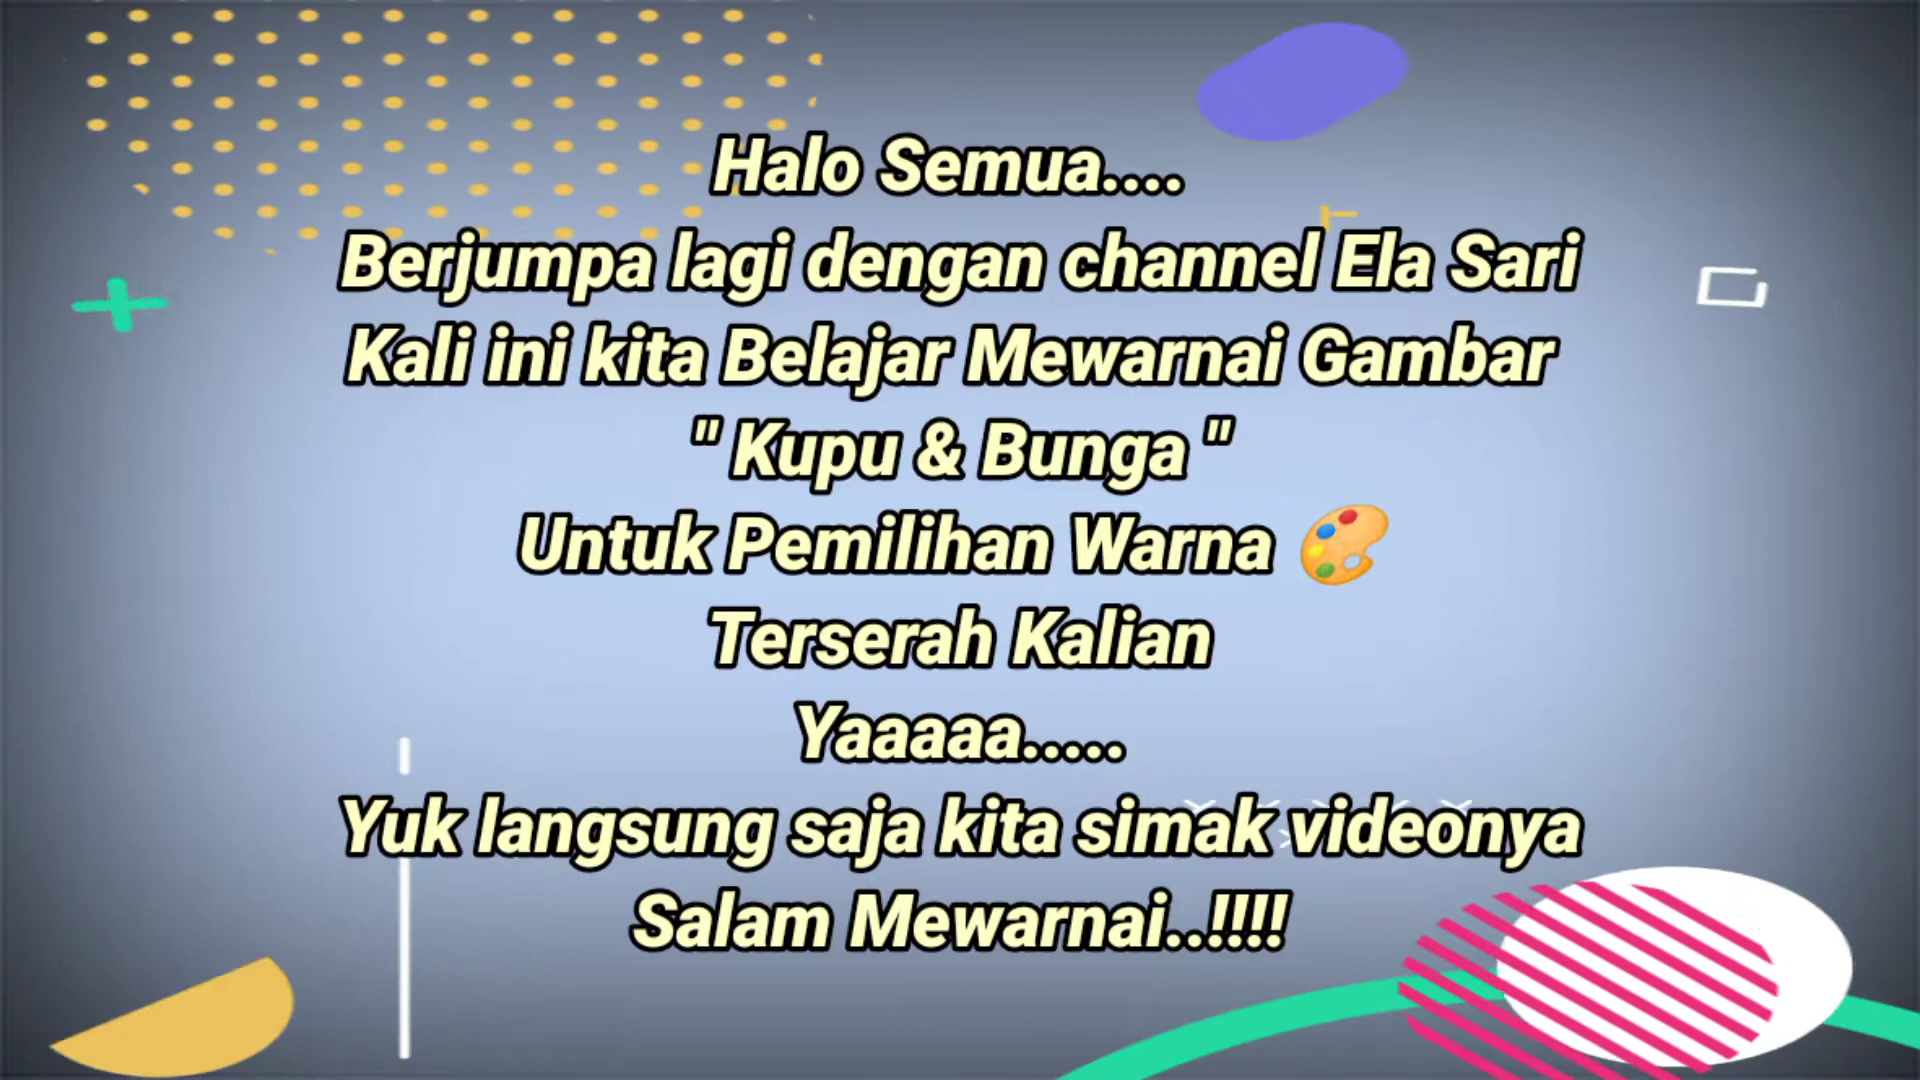 Halo Semua....
Berjumpa lagi dengan channel Ela Sari
Kali ini kita Belajar Mewarnai Gambar
" Kupu & Bunga "
Untuk Pemilihan Warna 🎨
Terserah Kalian
Yaaaaa.....
Yuk langsung saja kita simak videonya
Salam Mewarnai..!!!!